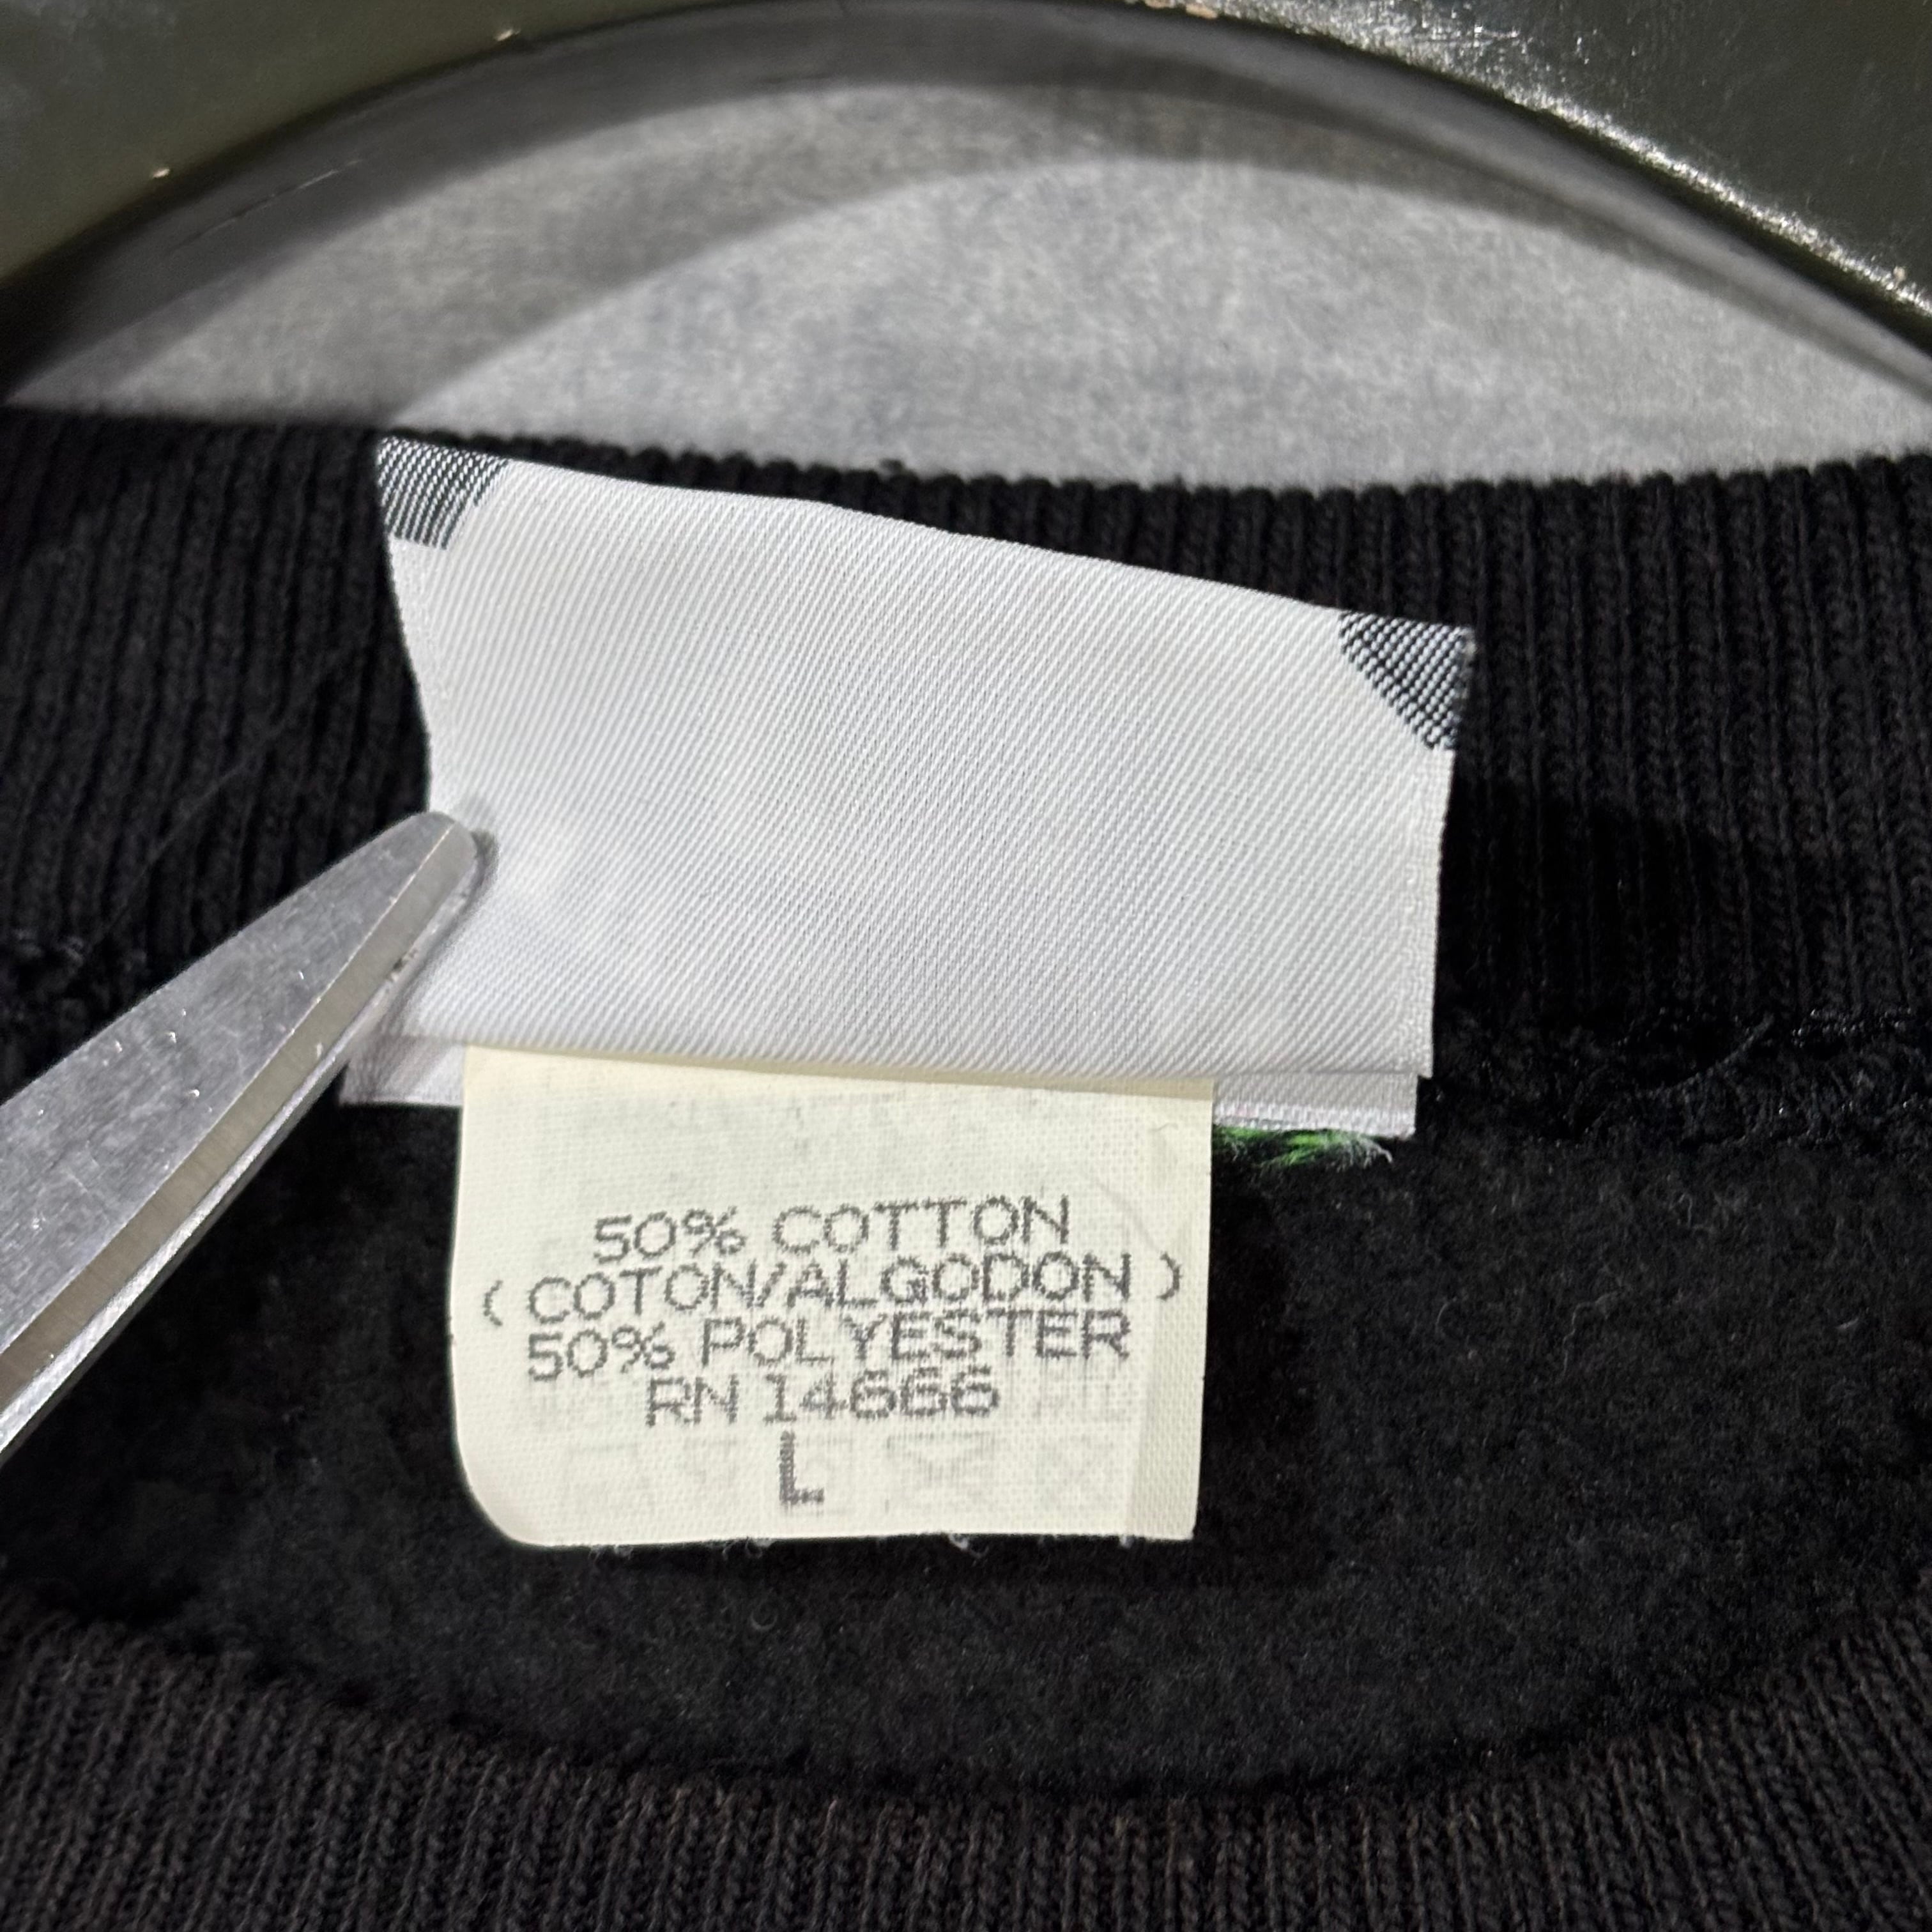 50% COTTON
( COTON/ALGODON )
50% POLYESTER
RN 14666
L